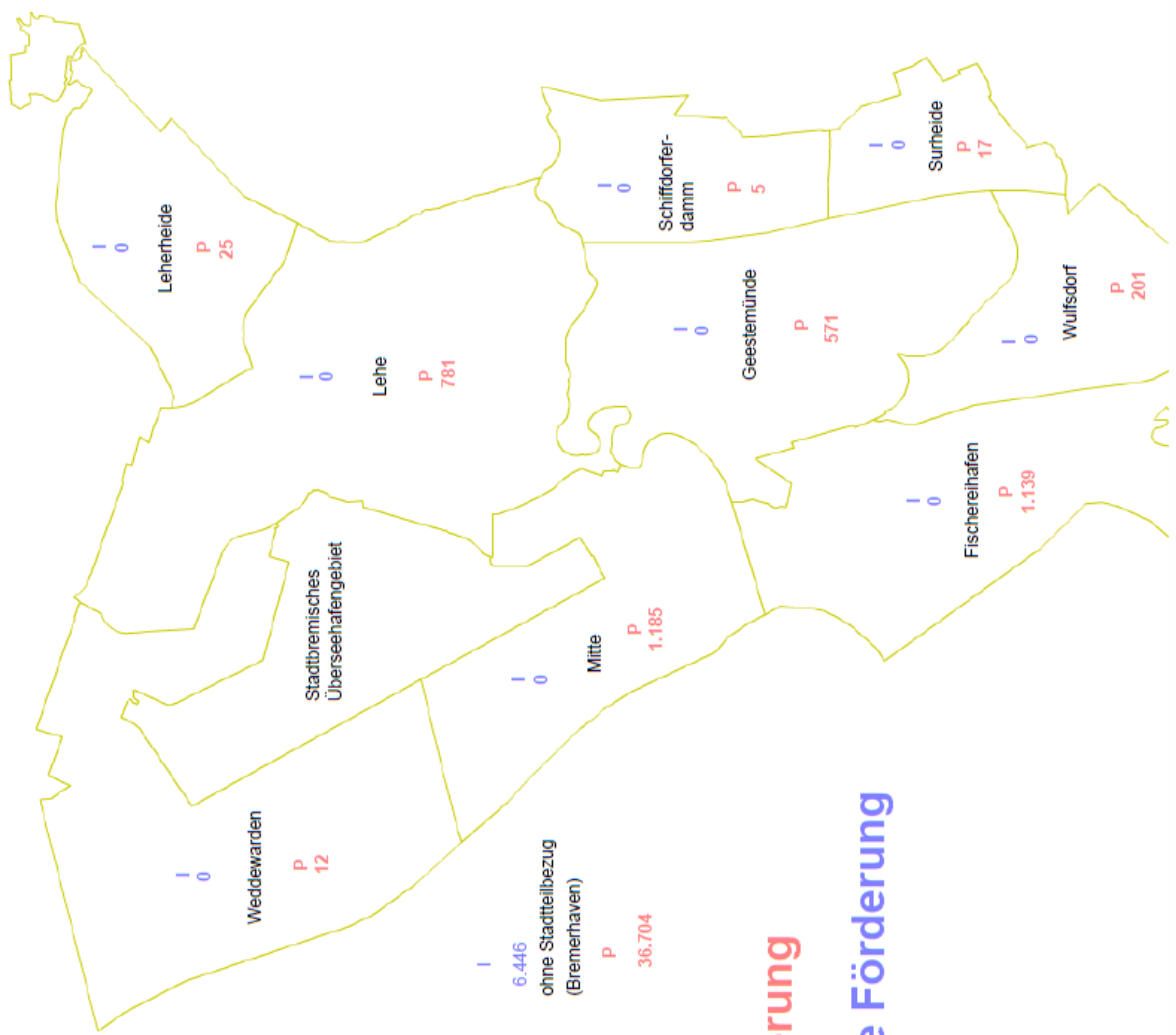 I
0
Weddewarden
P
12
I
0
Leherheide
P
25
Stadtbremisches
Überseehafengebiet
I
0
Lehe
P
781
I
6.446
ohne Stadtteilbezug
(Bremerhaven)
P
36.704
I
0
Mitte
P
1.185
I
0
Schiffdorfer-
damm
P
5
I
0
Geestemünde
P
571
I
0
Surheide
P
17
I
0
Fischereihafen
P
1.139
I
0
Wulfsdorf
P
201
erung
e Förderung